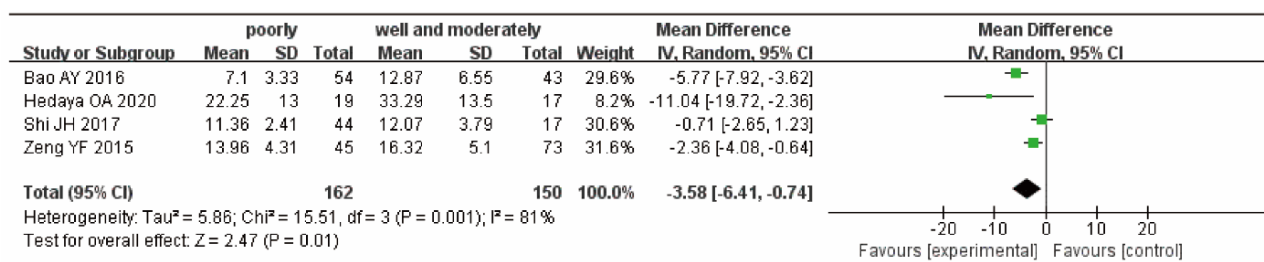 poorly well and moderately Mean Difference Mean Difference
Study or Subgroup Mean SD Total Mean SD Total Weight IV, Random, 95% CI IV, Random, 95% CI
Bao AY 2016 7.1 3.33 54 12.87 6.55 43 29.6% -5.77 [-7.92, -3.62]
Hedaya OA 2020 22.25 13 19 33.29 13.5 17 8.2% -11.04 [-19.72, -2.36]
Shi JH 2017 11.36 2.41 44 12.07 3.79 17 30.6% -0.71 [-2.65, 1.23]
Zeng YF 2015 13.96 4.31 45 16.32 5.1 73 31.6% -2.36 [-4.08, -0.64]
Total (95% CI) 162 150 100.0% -3.58 [-6.41, -0.74]
Heterogeneity: Tau² = 5.86; Chi² = 15.51, df = 3 (P = 0.001); I² = 81%
Test for overall effect: Z = 2.47 (P = 0.01)
-20 -10 0 10 20
Favours [experimental] Favours [control]